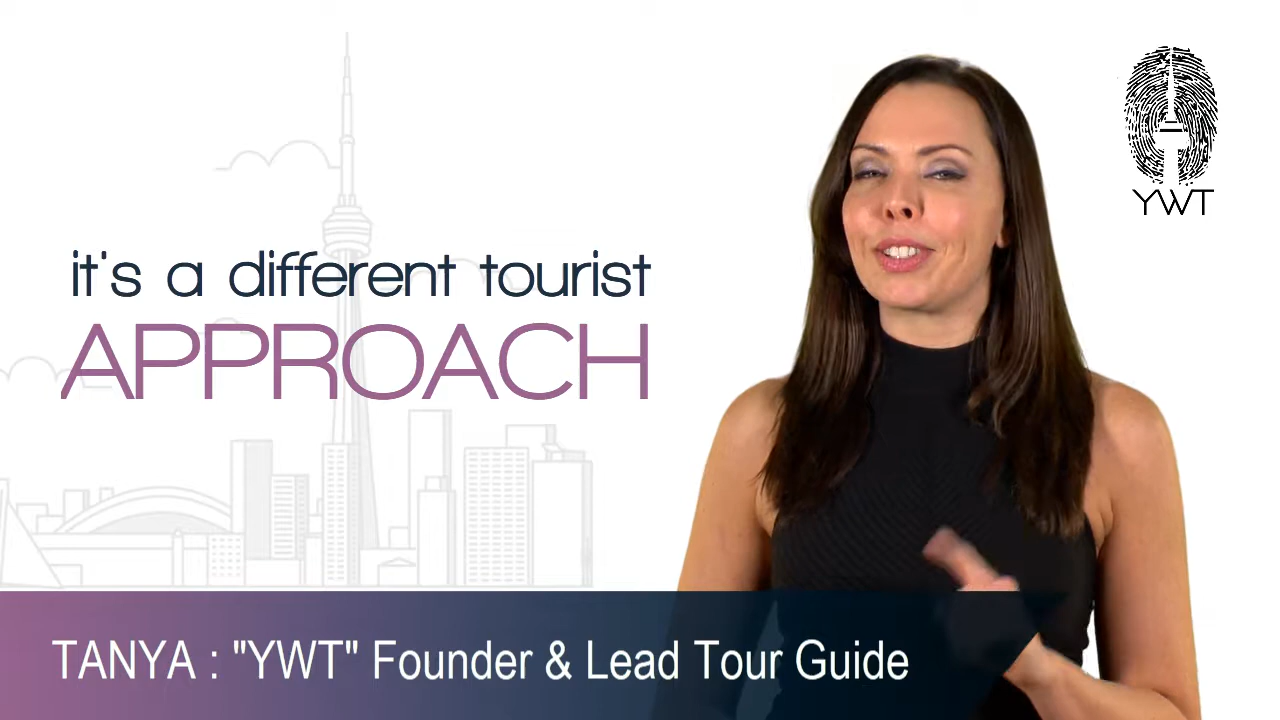 it's a different tourist
APPROACH
YWT
TANYA : "YWT" Founder & Lead Tour Guide